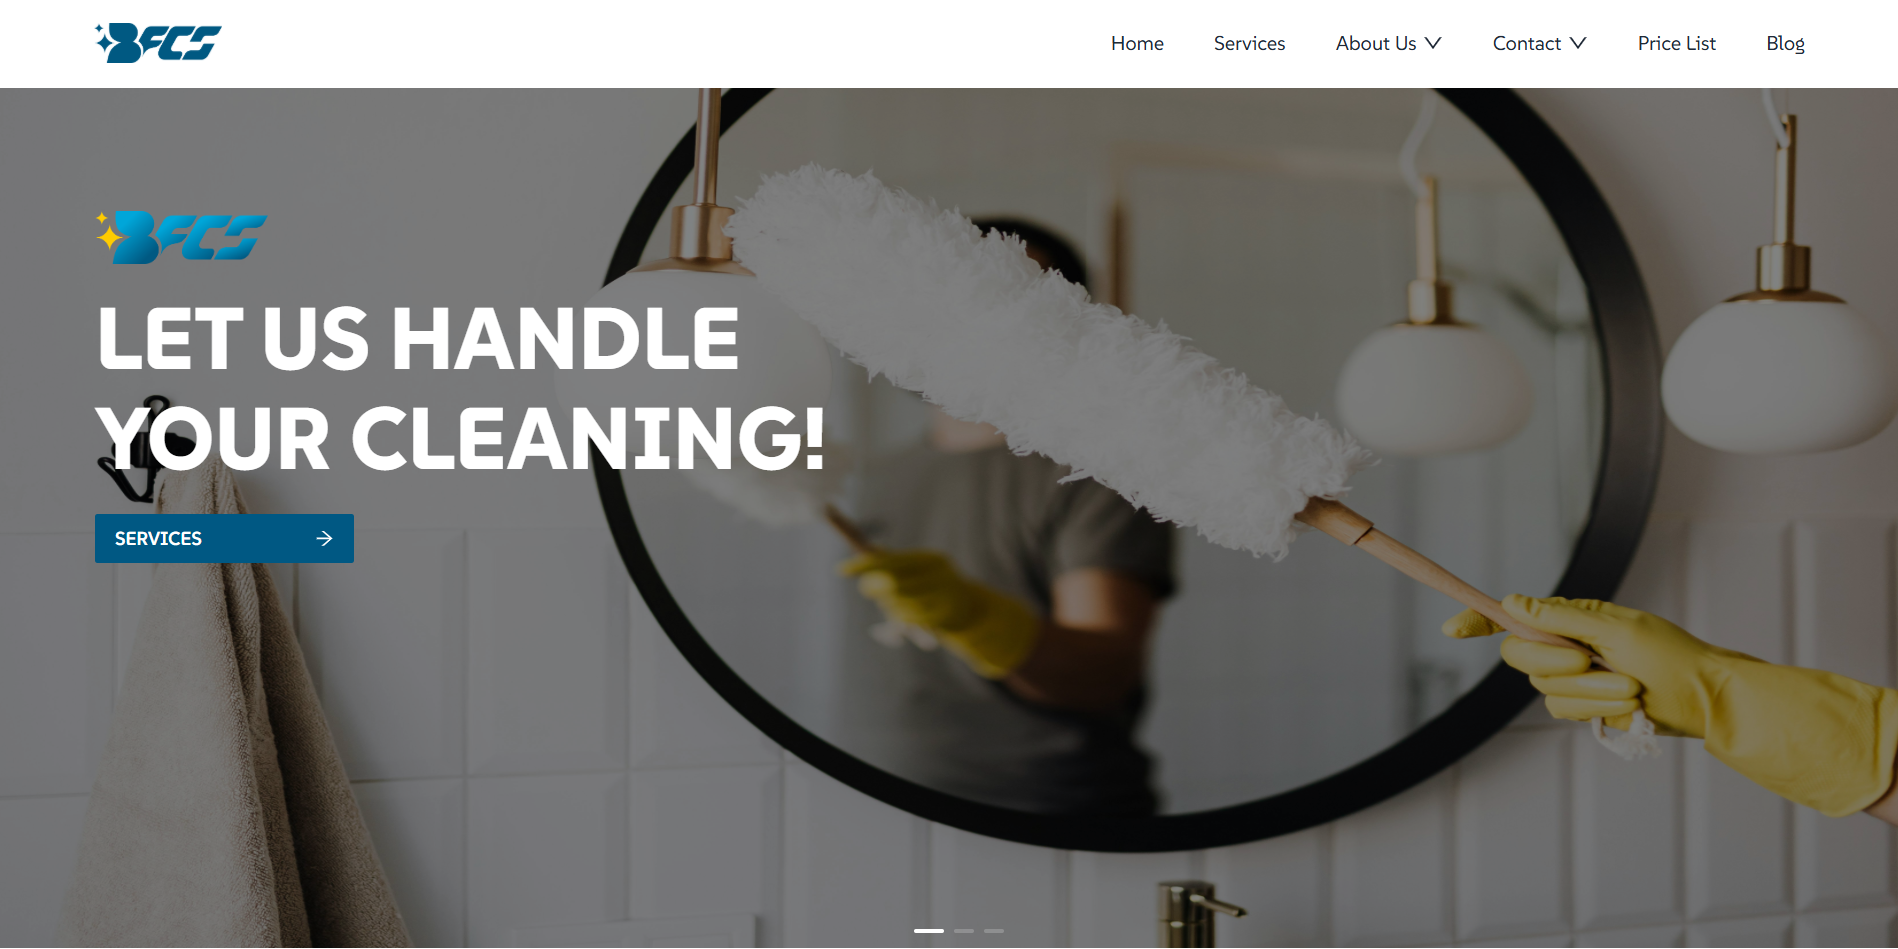 BFCS
Home Services About Us Contact Price List Blog
BFCS
LET US HANDLE
YOUR CLEANING!
SERVICES